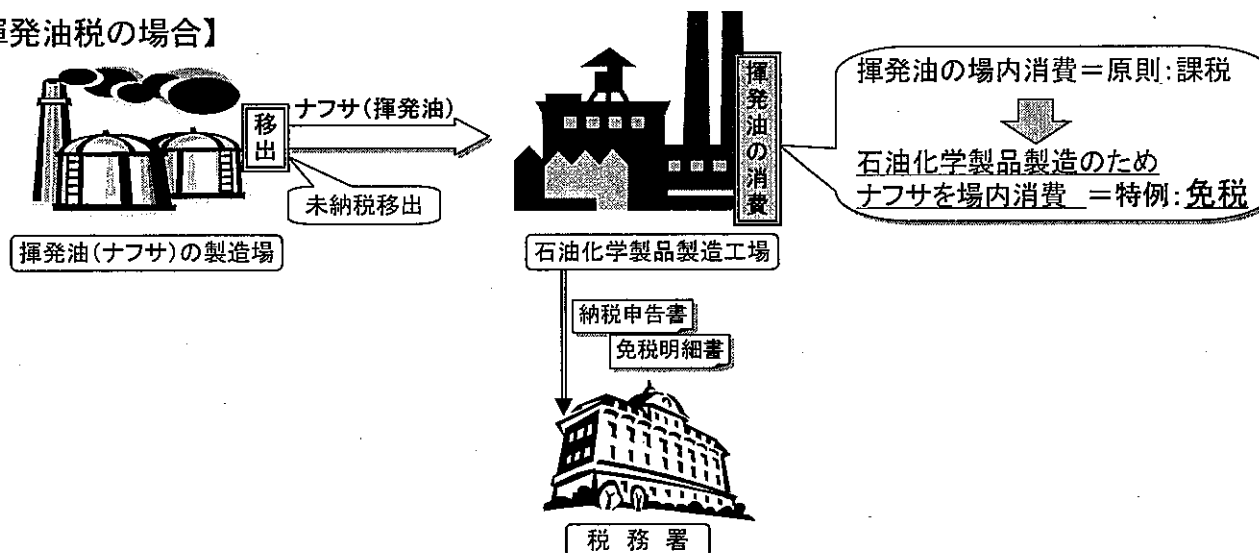 揮発油税の場合】
ナフサ(揮発油)
移出
未納税移出
揮発油(ナフサ)の製造場
揮発油の消費
石油化学製品製造工場
揮発油の場内消費=原則:課税
石油化学製品製造のため
ナフサを場内消費 =特例:免税
納税申告書
免税明細書
税務署